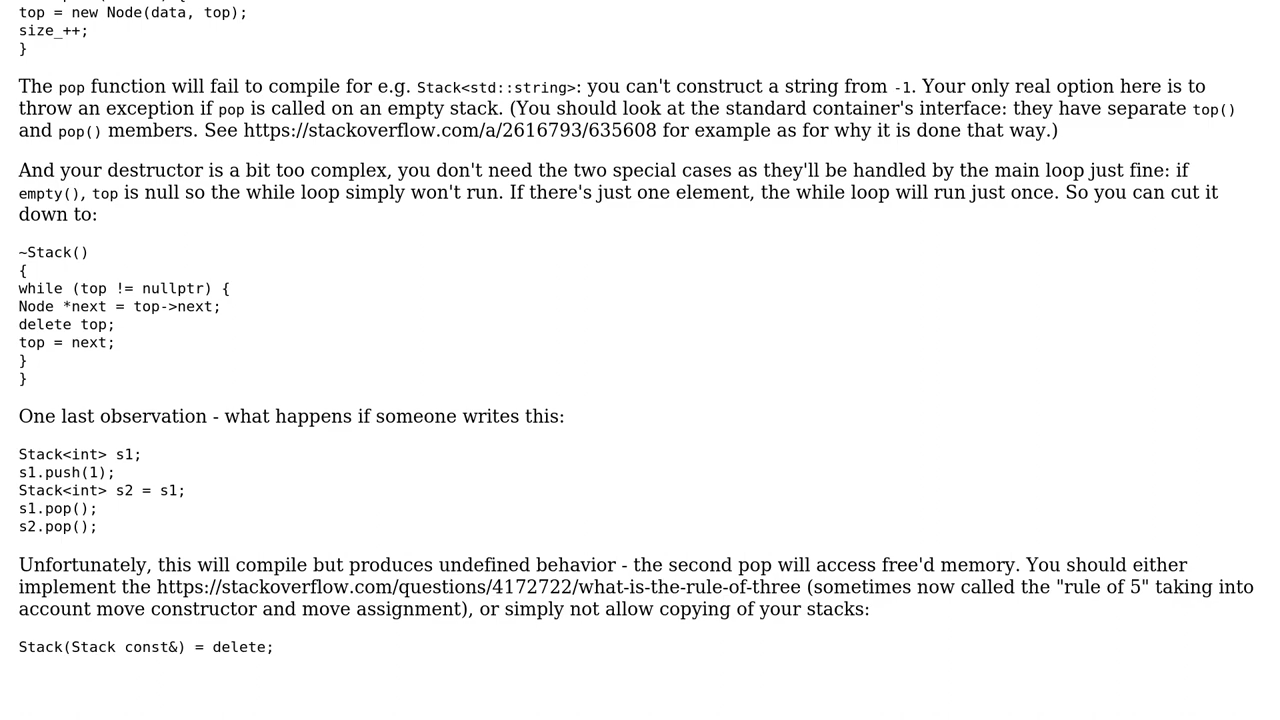 top = new Node(data, top);
size_++;
}
The pop function will fail to compile for e.g. Stack<std::string>: you can't construct a string from -1. Your only real option here is to
throw an exception if pop is called on an empty stack. (You should look at the standard container's interface: they have separate top()
and pop() members. See https://stackoverflow.com/a/2616793/635608 for example as for why it is done that way.)
And your destructor is a bit too complex, you don't need the two special cases as they'll be handled by the main loop just fine: if
empty(), top is null so the while loop simply won't run. If there's just one element, the while loop will run just once. So you can cut it
down to:
~Stack()
{
while (top != nullptr) {
Node *next = top->next;
delete top;
top = next;
}
}
One last observation - what happens if someone writes this:
Stack<int> s1;
s1.push(1);
Stack<int> s2 = s1;
s1.pop();
s2.pop();
Unfortunately, this will compile but produces undefined behavior - the second pop will access free'd memory. You should either
implement the https://stackoverflow.com/questions/4172722/what-is-the-rule-of-three (sometimes now called the "rule of 5" taking into
account move constructor and move assignment), or simply not allow copying of your stacks:
Stack(Stack const&) = delete;